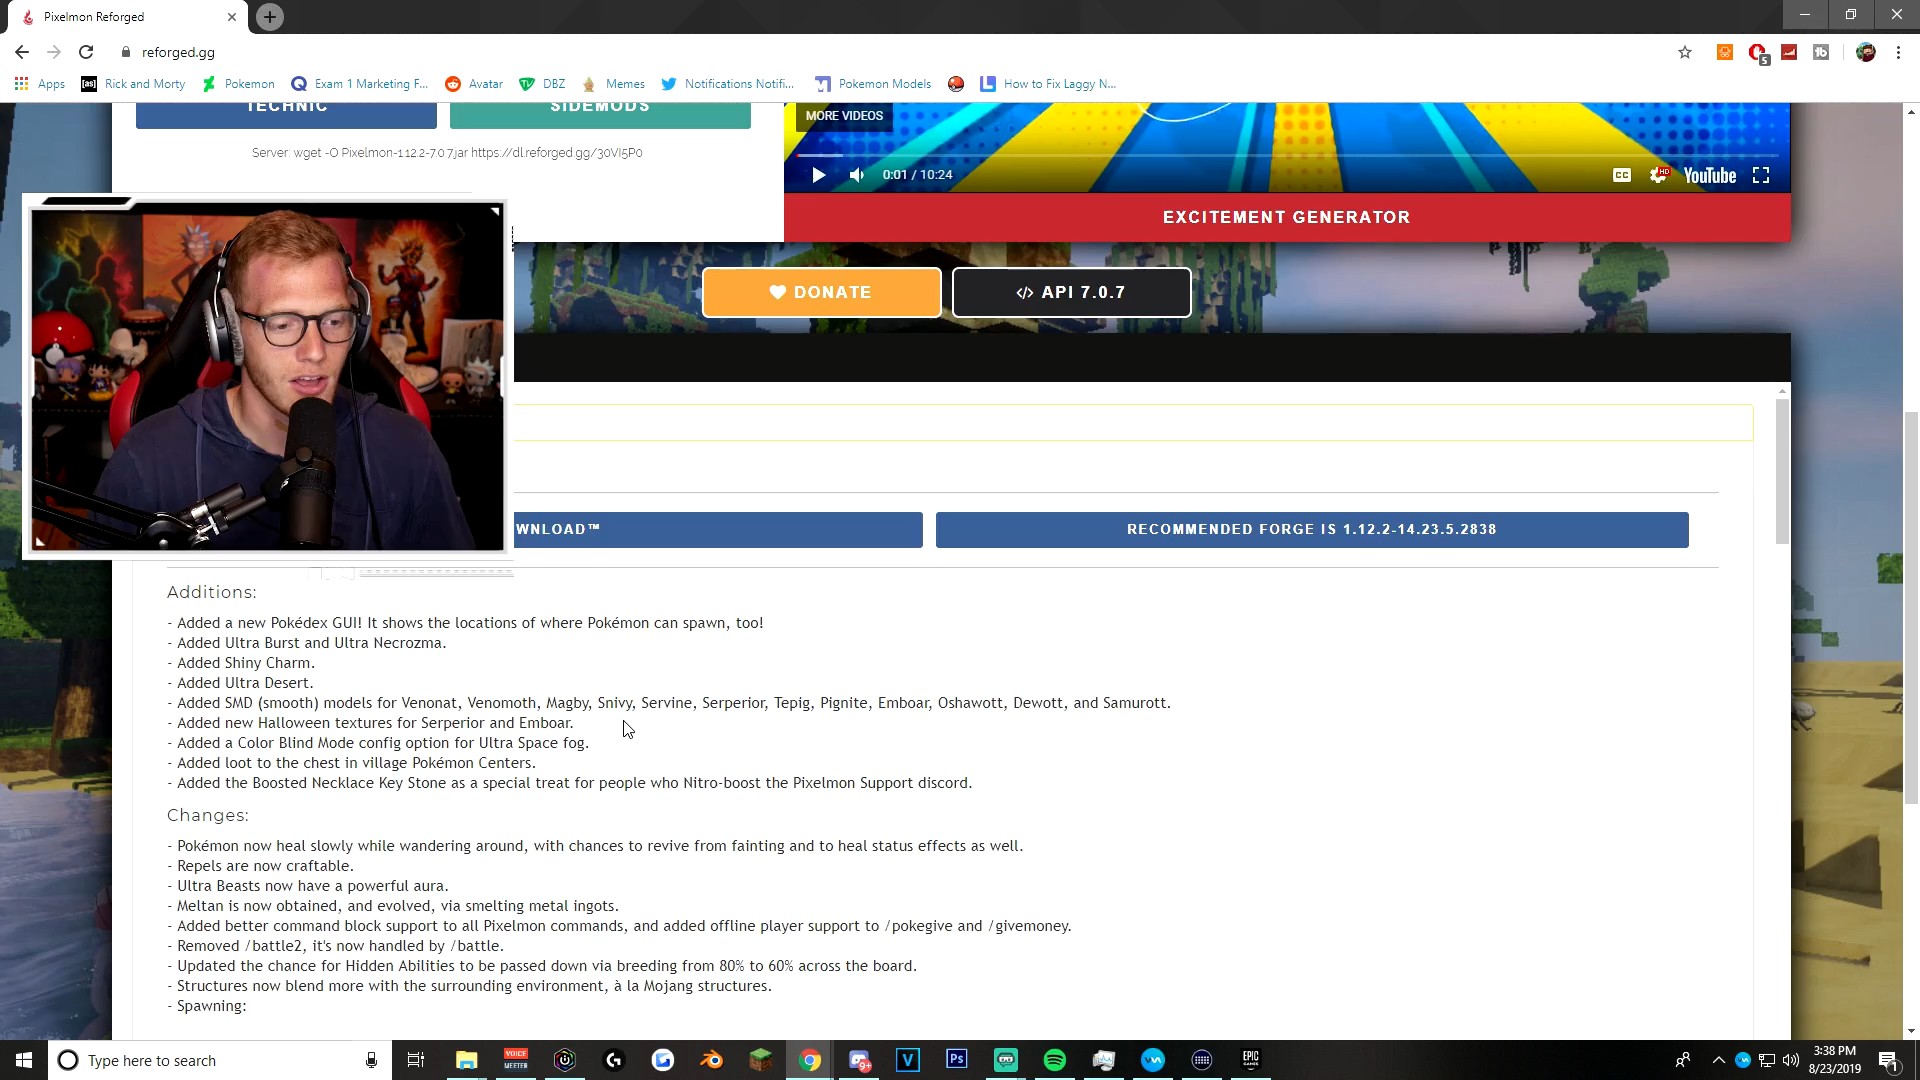 Pixelmon Reforged
reforged.gg
5
Apps
[as] Rick and Morty
Pokemon
Exam 1 Marketing F...
Avatar
DBZ
Memes
Notifications Notifi...
Pokemon Models
How to Fix Laggy N...
TECHNIC
SIDEMODS
MORE VIDEOS
Server: wget -O Pixelmon-1.12.2-7.0.7.jar https://dl.reforged.gg/30VI5P0
0:01 / 10:24
CC
HD
YouTube
EXCITEMENT GENERATOR
DONATE
</> API 7.0.7
WNLOAD™
RECOMMENDED FORGE IS 1.12.2-14.23.5.2838
Additions:
- Added a new Pokédex GUI! It shows the locations of where Pokémon can spawn, too!
- Added Ultra Burst and Ultra Necrozma.
- Added Shiny Charm.
- Added Ultra Desert.
- Added SMD (smooth) models for Venonat, Venomoth, Magby, Snivy, Servine, Serperior, Tepig, Pignite, Emboar, Oshawott, Dewott, and Samurott.
- Added new Halloween textures for Serperior and Emboar.
- Added a Color Blind Mode config option for Ultra Space fog.
- Added loot to the chest in village Pokémon Centers.
- Added the Boosted Necklace Key Stone as a special treat for people who Nitro-boost the Pixelmon Support discord.
Changes:
- Pokémon now heal slowly while wandering around, with chances to revive from fainting and to heal status effects as well.
- Repels are now craftable.
- Ultra Beasts now have a powerful aura.
- Meltan is now obtained, and evolved, via smelting metal ingots.
- Added better command block support to all Pixelmon commands, and added offline player support to /pokegive and /givemoney.
- Removed /battle2, it's now handled by /battle.
- Updated the chance for Hidden Abilities to be passed down via breeding from 80% to 60% across the board.
- Structures now blend more with the surrounding environment, à la Mojang structures.
- Spawning:
Type here to search
VOICE
MEETER
9+
V
Ps
EPIC
GAMES
3:38 PM
8/23/2019
1